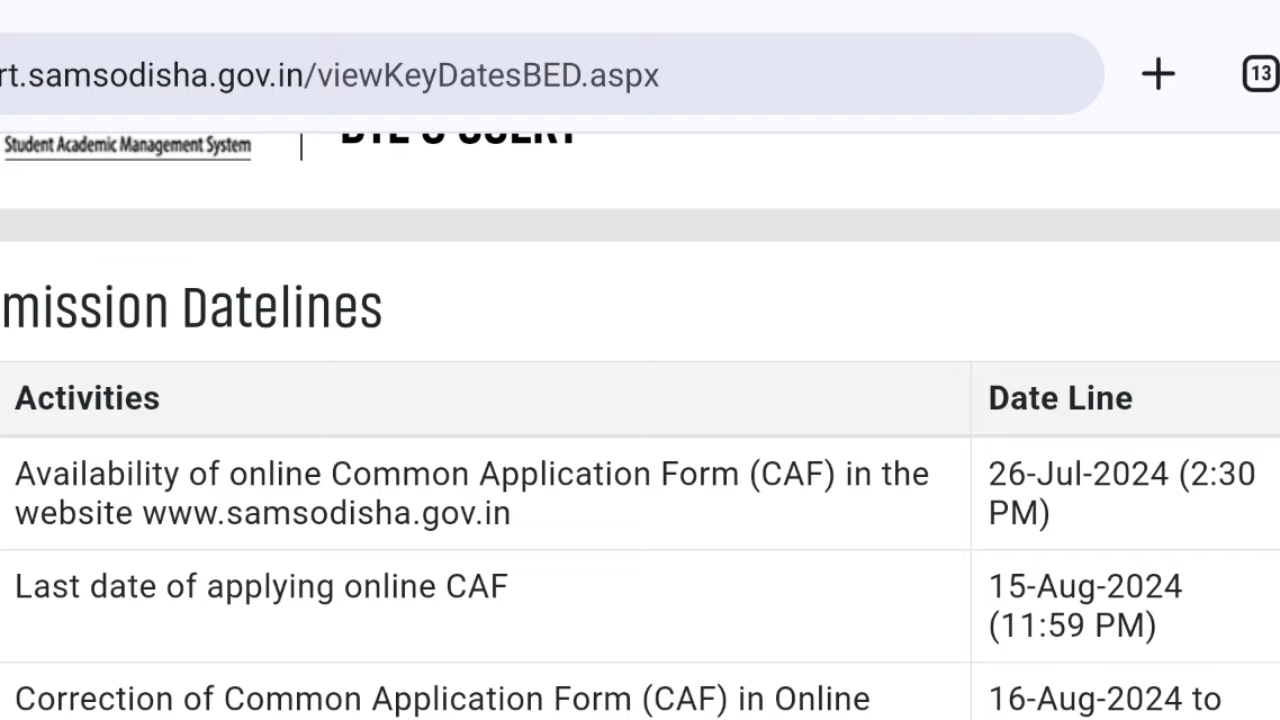 rt.samsodisha.gov.in/viewKeyDatesBED.aspx
13
Student Academic Management System
DTE & SCERT
mission Datelines
Activities
Date Line
Availability of online Common Application Form (CAF) in the
website www.samsodisha.gov.in
26-Jul-2024 (2:30
PM)
Last date of applying online CAF
15-Aug-2024
(11:59 PM)
Correction of Common Application Form (CAF) in Online
16-Aug-2024 to